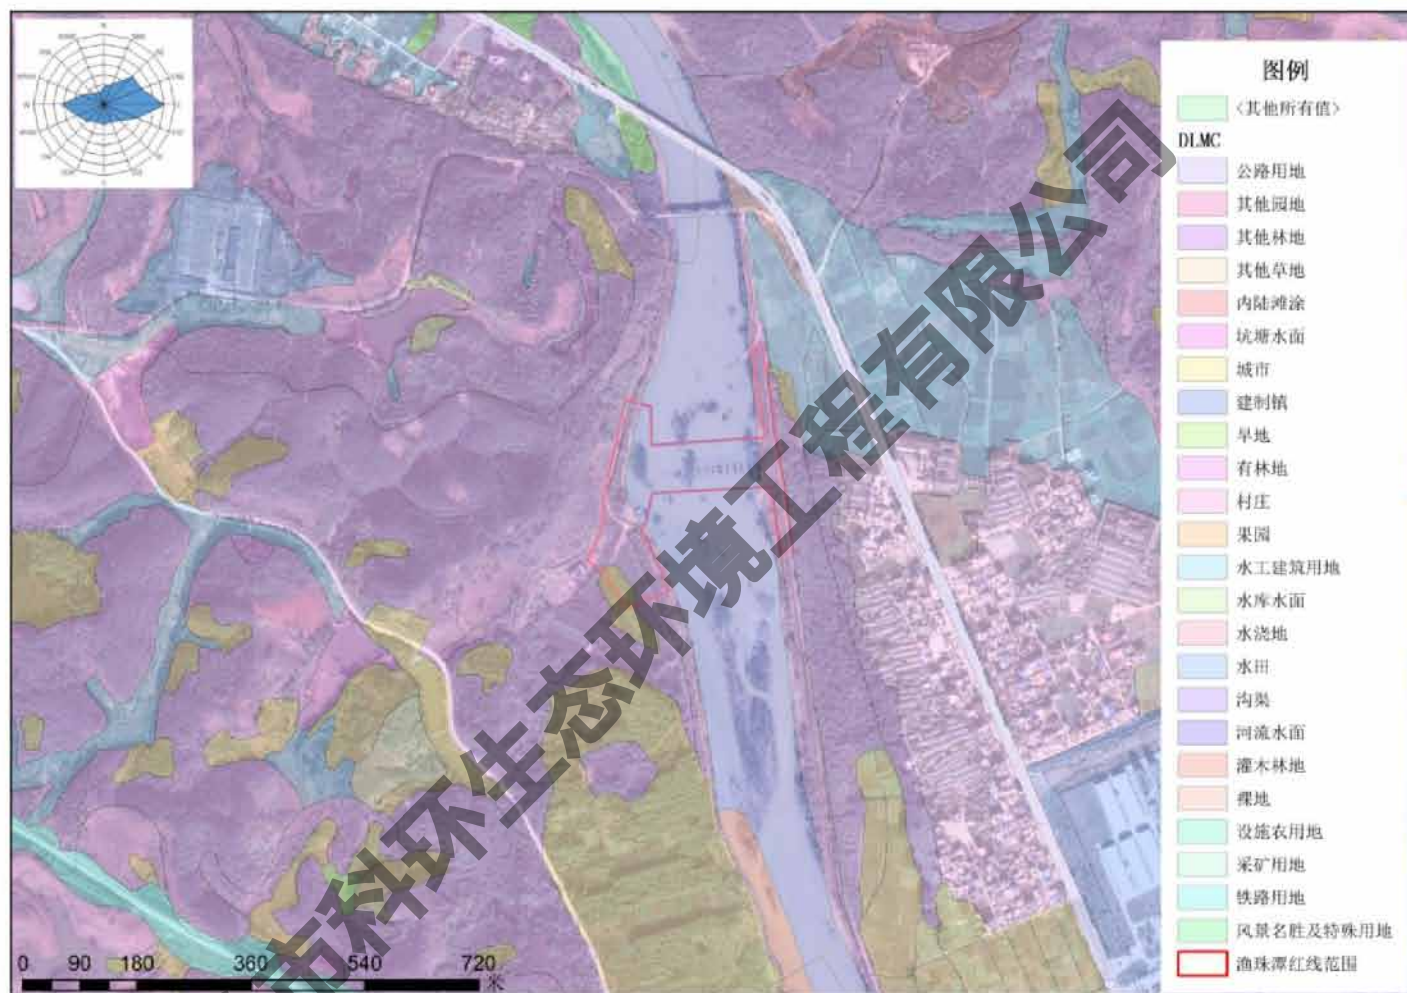 图例
<其他所有值>
DLMC
公路用地
其他园地
其他林地
其他草地
内陆滩涂
坑塘水面
城市
建制镇
旱地
有林地
村庄
果园
水工建筑用地
水库水面
水浇地
水田
沟渠
河流水面
灌木林地
裸地
设施农用地
采矿用地
铁路用地
风景名胜及特殊用地
渔珠潭红线范围
0 90 180 360 540 720
米
市科环生态环境工程有限公司